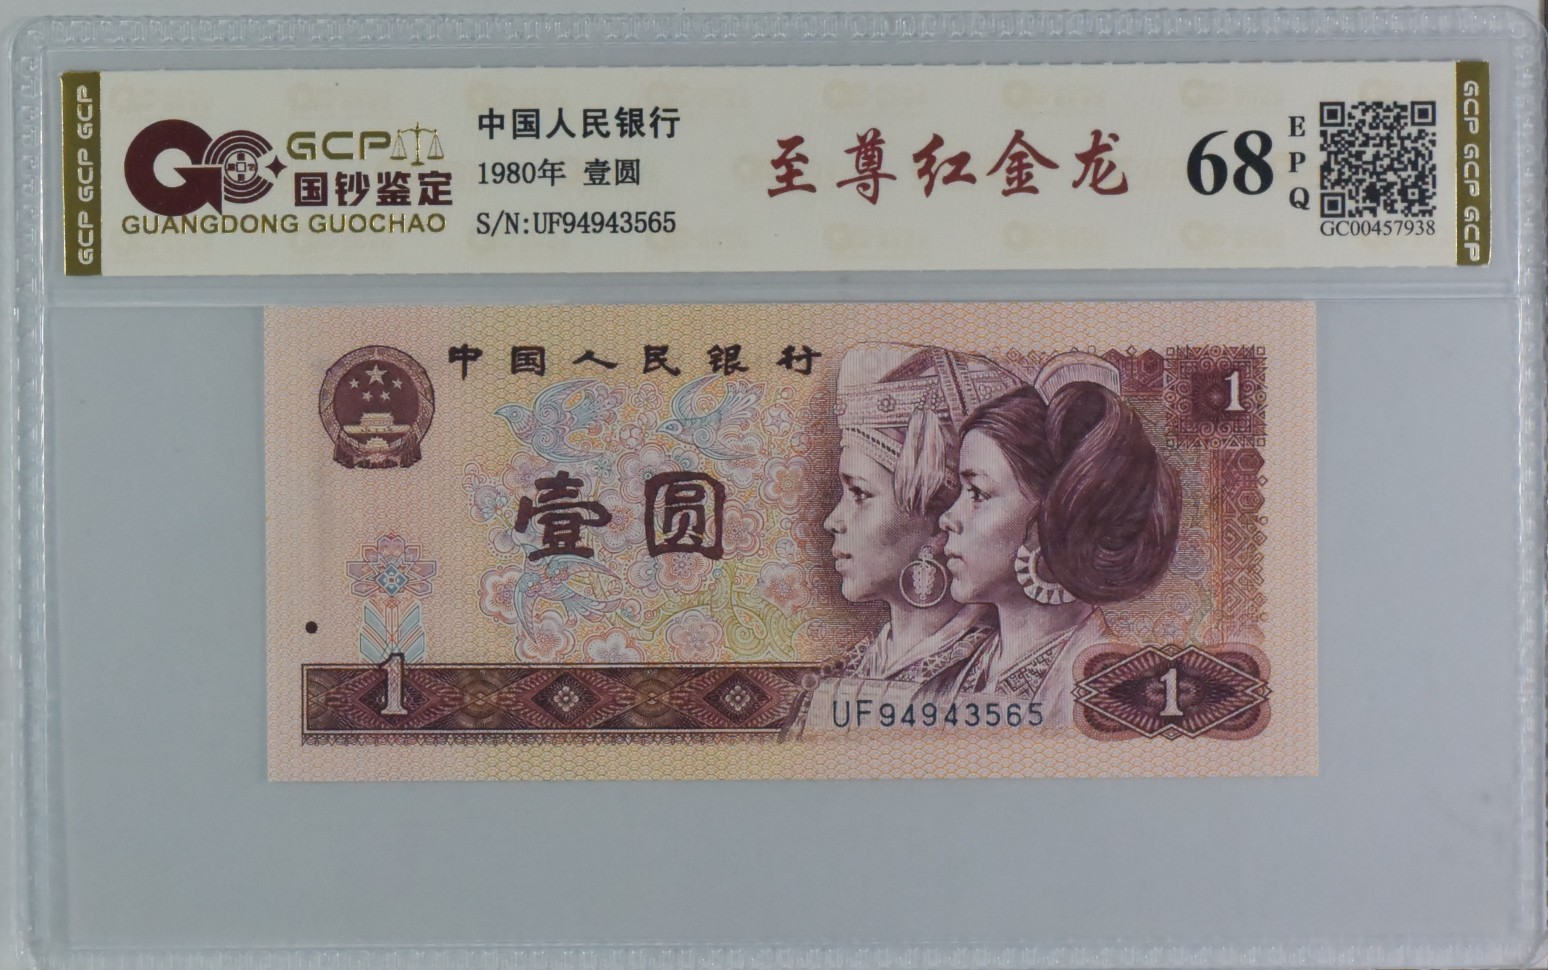 GCP GCP GCP
GCP
国钞鉴定
GUANGDONG GUOCHAO
中国人民银行
1980年 壹圆
S/N:UF94943565
至尊红金龙
68
EPQ
GC00457938
GCP GCP GCP
中国人民银行
1
壹圆
1
UF94943565
1